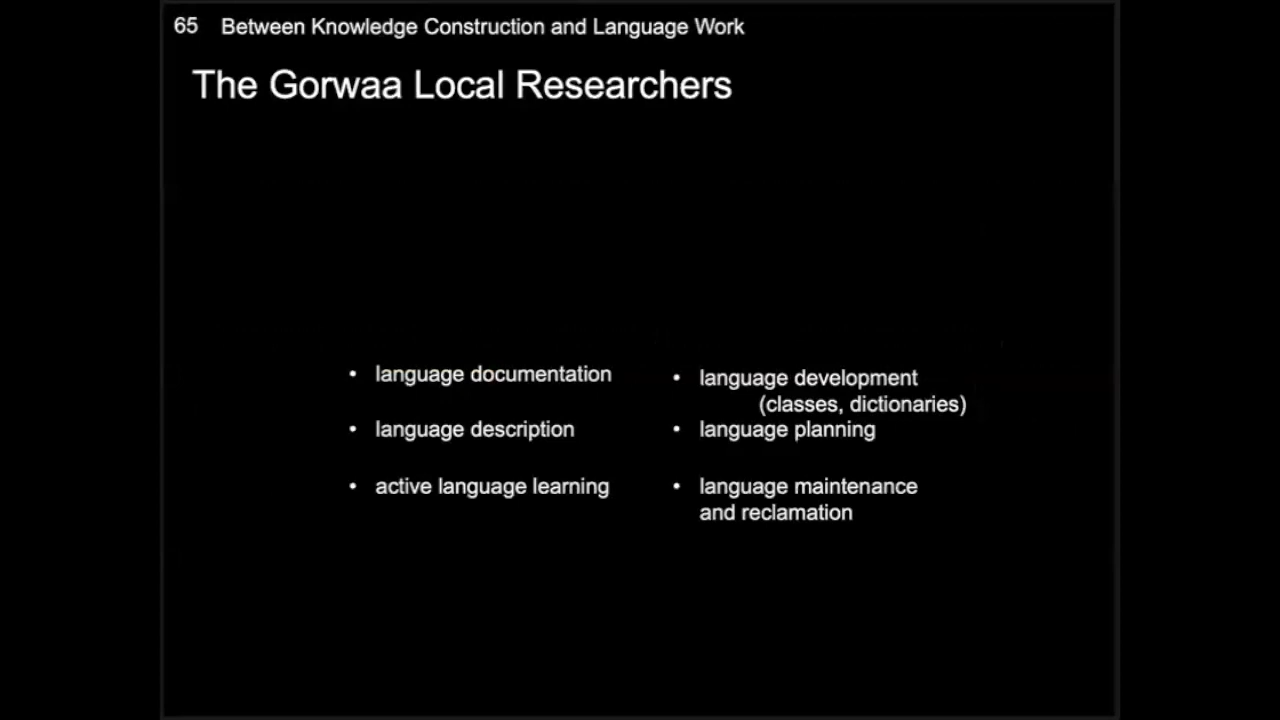 65 Between Knowledge Construction and Language Work
The Gorwaa Local Researchers
• language documentation
• language description
• active language learning
• language development
(classes, dictionaries)
• language planning
• language maintenance
and reclamation